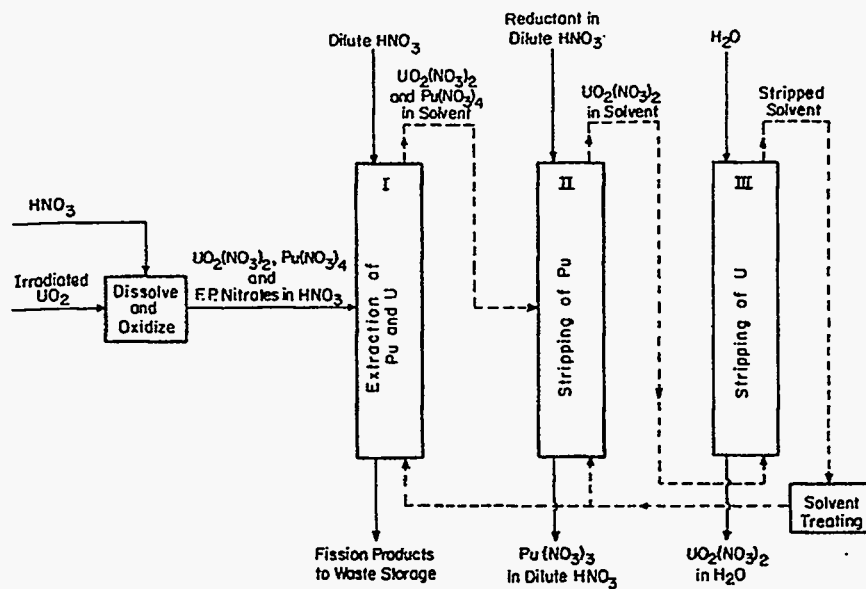 Dilute HNO3
Reductant in
Dilute HNO3
H2O
UO2(NO3)2
and Pu(NO3)4
in Solvent
UO2(NO3)2
in Solvent
Stripped
Solvent
I
II
III
HNO3
Irradiated
UO2
Dissolve
and
Oxidize
UO2(NO3)2, Pu(NO3)4
and
F.P. Nitrates in HNO3
Extraction of
Pu and U
Stripping of Pu
Stripping of U
Solvent
Treating
Fission Products
to Waste Storage
Pu(NO3)3
in Dilute HNO3
UO2(NO3)2
in H2O